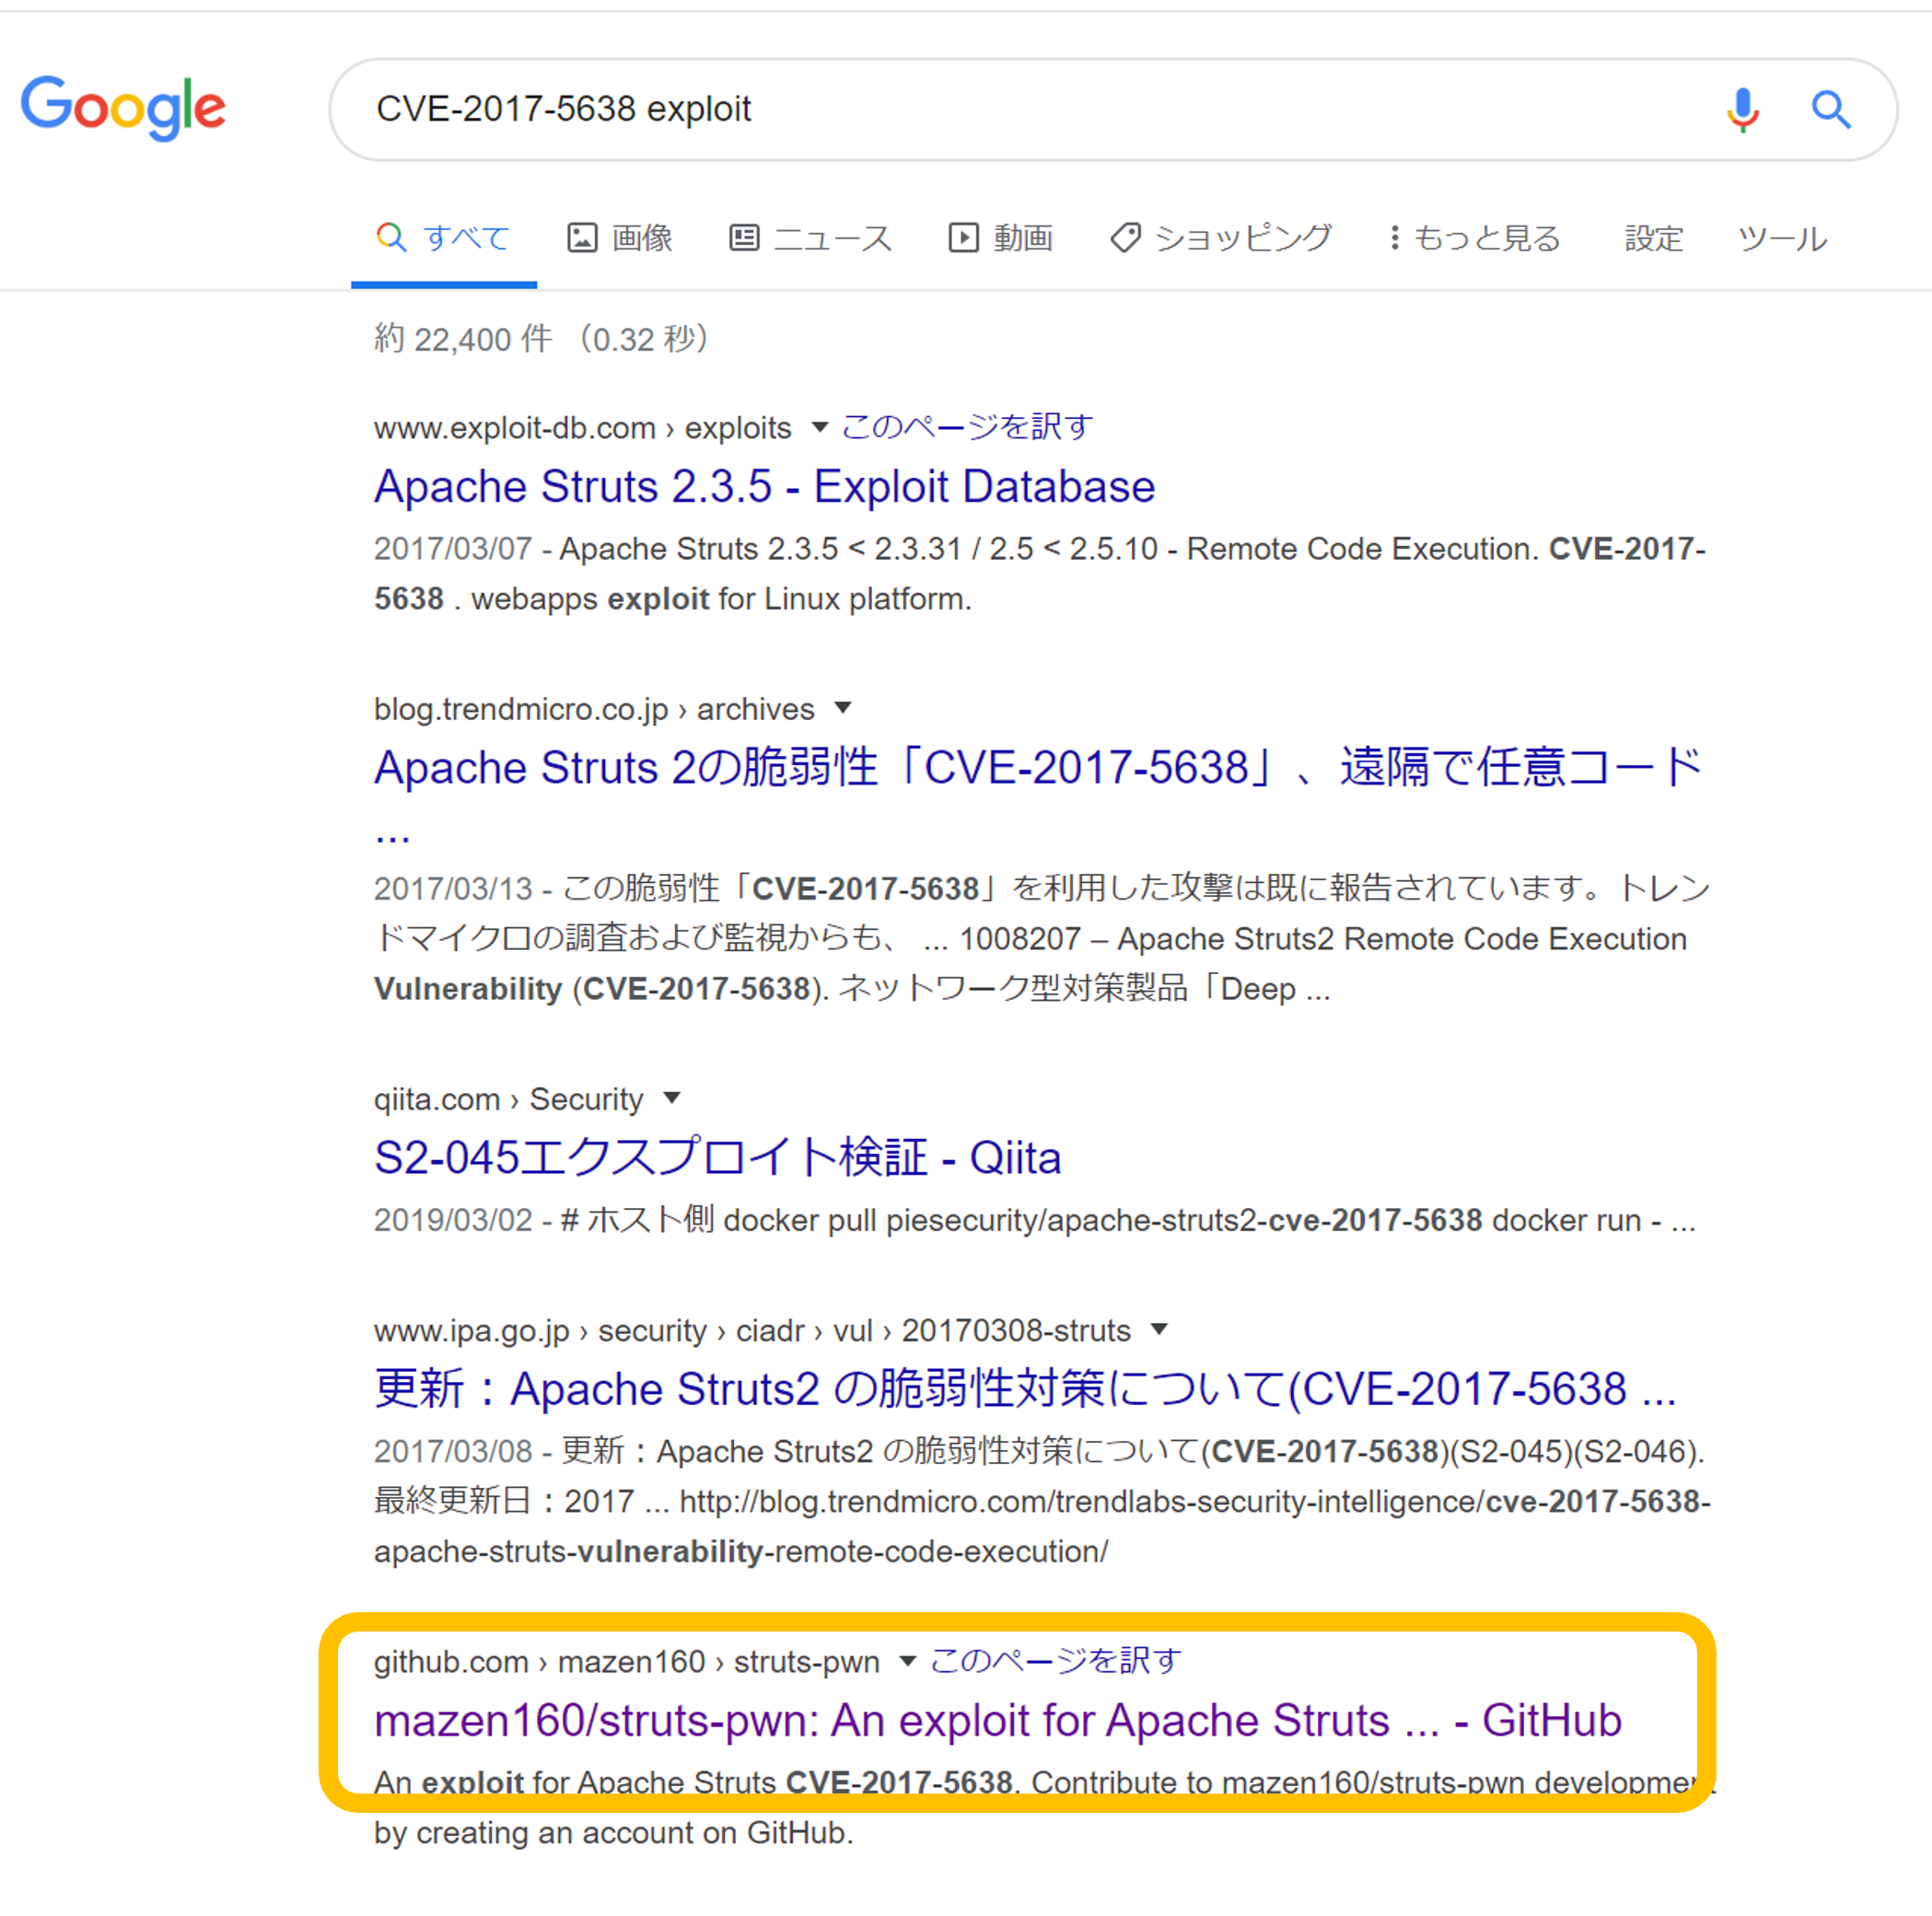 Google
CVE-2017-5638 exploit
すべて 画像 ニュース 動画 ショッピング もっと見る 設定 ツール
約 22,400 件 （0.32 秒）
www.exploit-db.com › exploits ▼ このページを訳す
Apache Struts 2.3.5 - Exploit Database
2017/03/07 - Apache Struts 2.3.5 < 2.3.31 / 2.5 < 2.5.10 - Remote Code Execution. CVE-2017-
5638 . webapps exploit for Linux platform.
blog.trendmicro.co.jp › archives ▼
Apache Struts 2の脆弱性「CVE-2017-5638」、遠隔で任意コード
...
2017/03/13 - この脆弱性「CVE-2017-5638」を利用した攻撃は既に報告されています。トレン
ドマイクロの調査および監視からも、 ... 1008207 – Apache Struts2 Remote Code Execution
Vulnerability (CVE-2017-5638). ネットワーク型対策製品「Deep ...
qiita.com › Security ▼
S2-045エクスプロイト検証 - Qiita
2019/03/02 - # ホスト側 docker pull piesecurity/apache-struts2-cve-2017-5638 docker run - ...
www.ipa.go.jp › security › ciadr › vul › 20170308-struts ▼
更新：Apache Struts2 の脆弱性対策について(CVE-2017-5638 ...
2017/03/08 - 更新：Apache Struts2 の脆弱性対策について(CVE-2017-5638)(S2-045)(S2-046).
最終更新日：2017 ... http://blog.trendmicro.com/trendlabs-security-intelligence/cve-2017-5638-
apache-struts-vulnerability-remote-code-execution/
github.com › mazen160 › struts-pwn ▼ このページを訳す
mazen160/struts-pwn: An exploit for Apache Struts ... - GitHub
An exploit for Apache Struts CVE-2017-5638. Contribute to mazen160/struts-pwn development
by creating an account on GitHub.